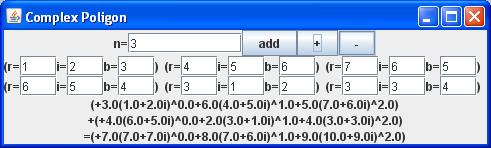 Complex Poligon
n= 3 add + -
(r= 1 i= 2 b= 3 ) (r= 4 i= 5 b= 6 ) (r= 7 i= 6 b= 5 )
(r= 6 i= 5 b= 4 ) (r= 3 i= 1 b= 2 ) (r= 3 i= 3 b= 4 )
(+3.0(1.0+2.0i)^0.0+6.0(4.0+5.0i)^1.0+5.0(7.0+6.0i)^2.0)
+(+4.0(6.0+5.0i)^0.0+2.0(3.0+1.0i)^1.0+4.0(3.0+3.0i)^2.0)
=(+7.0(7.0+7.0i)^0.0+8.0(7.0+6.0i)^1.0+9.0(10.0+9.0i)^2.0)